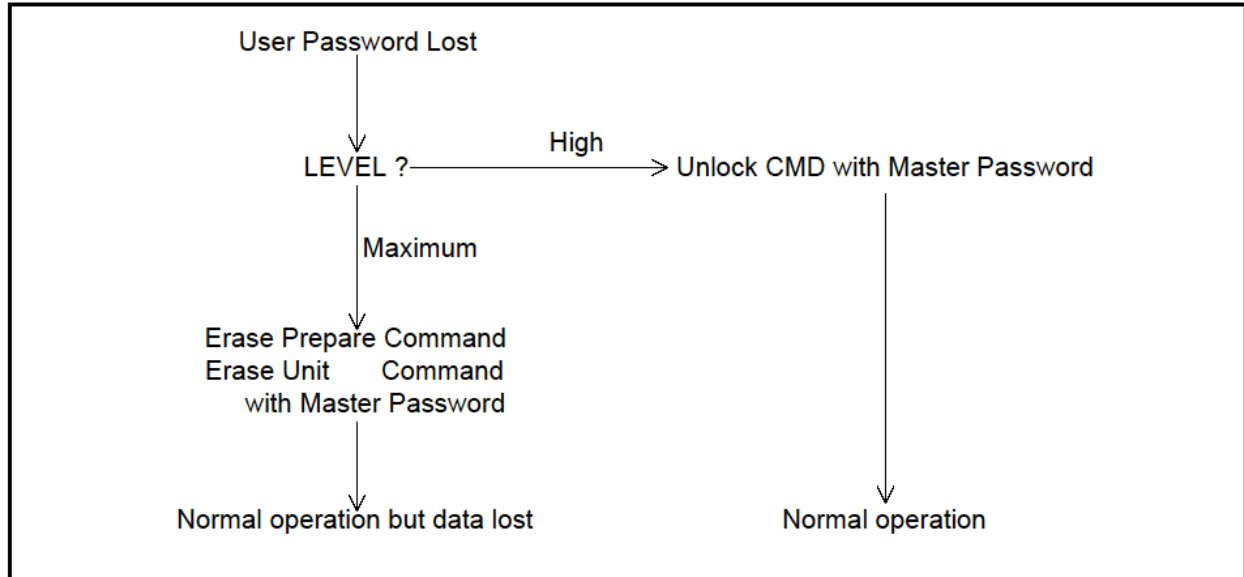 User Password Lost
High
LEVEL ?
Unlock CMD with Master Password
Maximum
Erase Prepare Command
Erase Unit Command
with Master Password
Normal operation but data lost
Normal operation